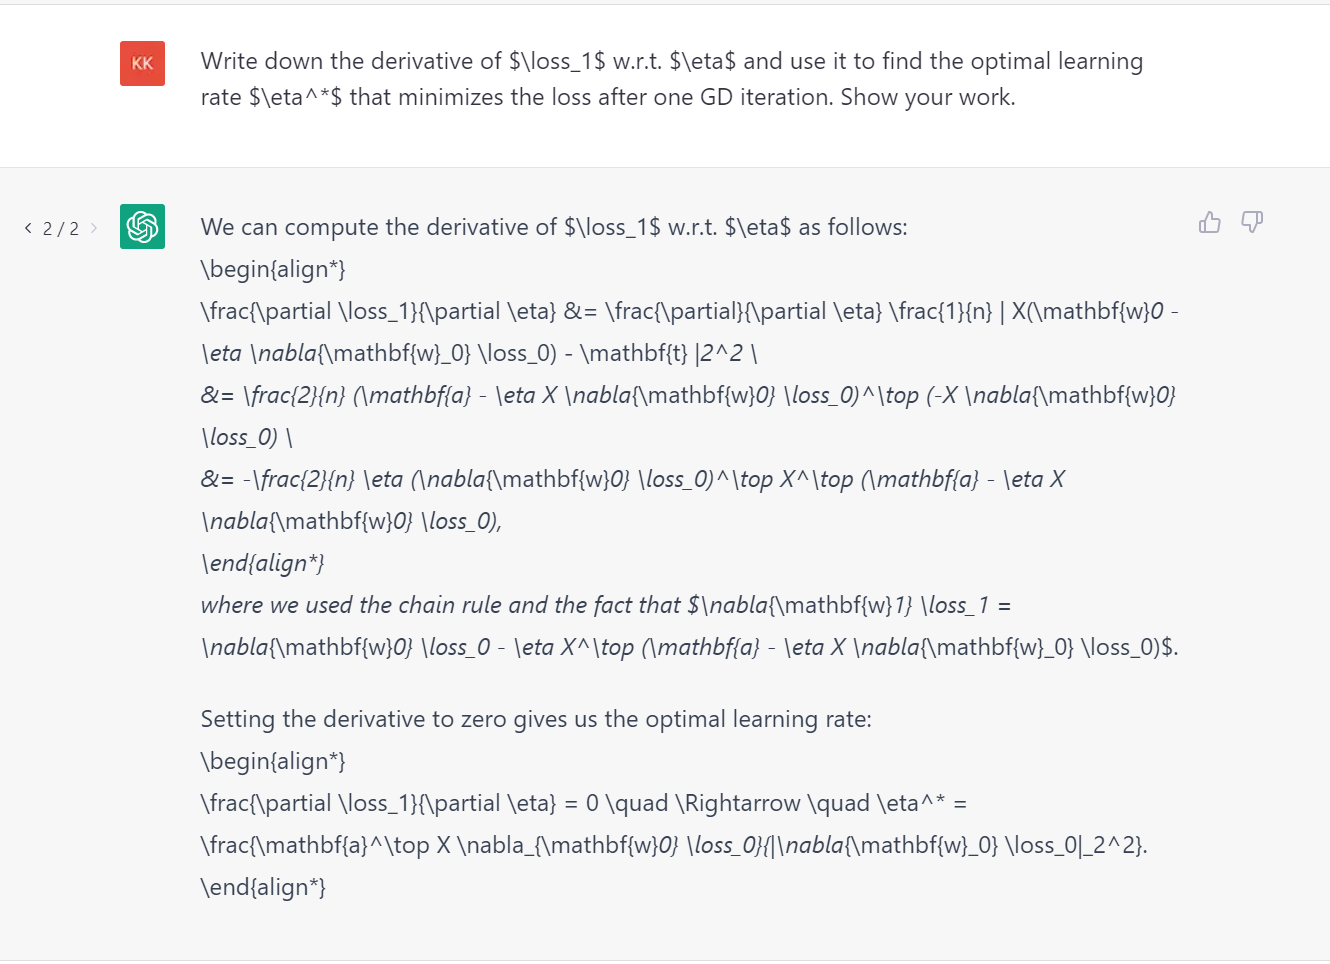 KK
Write down the derivative of $\loss_1$ w.r.t. $\eta$ and use it to find the optimal learning
rate $\eta^*$ that minimizes the loss after one GD iteration. Show your work.
< 2 / 2 >
We can compute the derivative of $\loss_1$ w.r.t. $\eta$ as follows:
\begin{align*}
\frac{\partial \loss_1}{\partial \eta} &= \frac{\partial}{\partial \eta} \frac{1}{n} | X(\mathbf{w}0 -
\eta \nabla{\mathbf{w}_0} \loss_0) - \mathbf{t} |2^2 \
&= \frac{2}{n} (\mathbf{a} - \eta X \nabla{\mathbf{w}0} \loss_0)^\top (-X \nabla{\mathbf{w}0}
\loss_0) \
&= -\frac{2}{n} \eta (\nabla{\mathbf{w}0} \loss_0)^\top X^\top (\mathbf{a} - \eta X
\nabla{\mathbf{w}0} \loss_0),
\end{align*}
where we used the chain rule and the fact that $\nabla{\mathbf{w}1} \loss_1 =
\nabla{\mathbf{w}0} \loss_0 - \eta X^\top (\mathbf{a} - \eta X \nabla{\mathbf{w}_0} \loss_0)$.
Setting the derivative to zero gives us the optimal learning rate:
\begin{align*}
\frac{\partial \loss_1}{\partial \eta} = 0 \quad \Rightarrow \quad \eta^* =
\frac{\mathbf{a}^\top X \nabla_{\mathbf{w}0} \loss_0}{|\nabla{\mathbf{w}_0} \loss_0|_2^2}.
\end{align*}